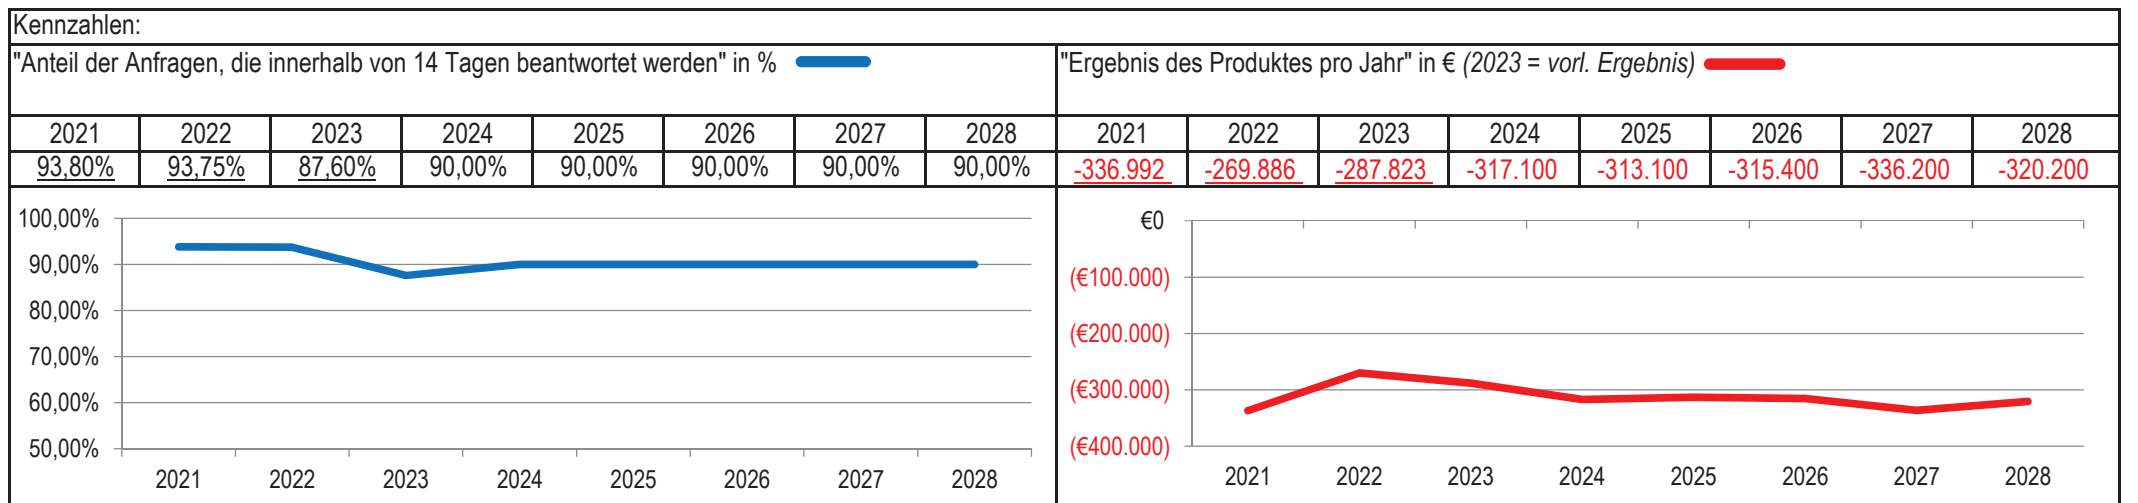 Kennzahlen:
"Anteil der Anfragen, die innerhalb von 14 Tagen beantwortet werden" in %
"Ergebnis des Produktes pro Jahr" in € (2023 = vorl. Ergebnis)
2021 2022 2023 2024 2025 2026 2027 2028
93,80% 93,75% 87,60% 90,00% 90,00% 90,00% 90,00% 90,00%
2021 2022 2023 2024 2025 2026 2027 2028
-336.992 -269.886 -287.823 -317.100 -313.100 -315.400 -336.200 -320.200
100,00%
90,00%
80,00%
70,00%
60,00%
50,00%
2021 2022 2023 2024 2025 2026 2027 2028
€0
(€100.000)
(€200.000)
(€300.000)
(€400.000)
2021 2022 2023 2024 2025 2026 2027 2028